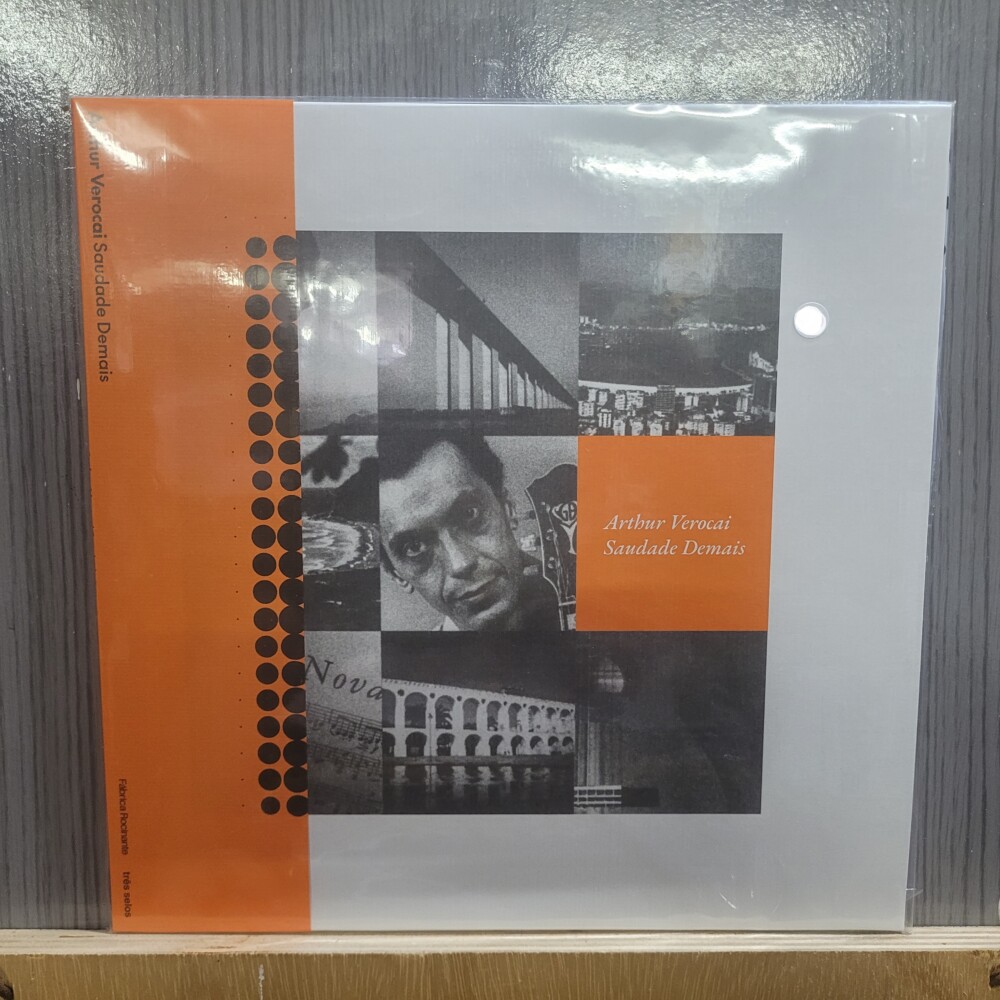 Arthur Verocai Saudade Demais
Arthur Verocai
Saudade Demais
Nova
Fábrica Rocinante
três selos